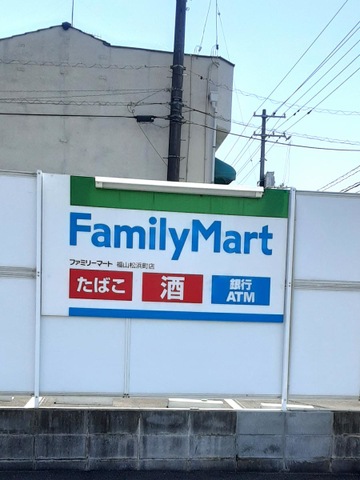 FamilyMart
ファミリーマート 福山松浜町店
たばこ
酒
銀行
ATM